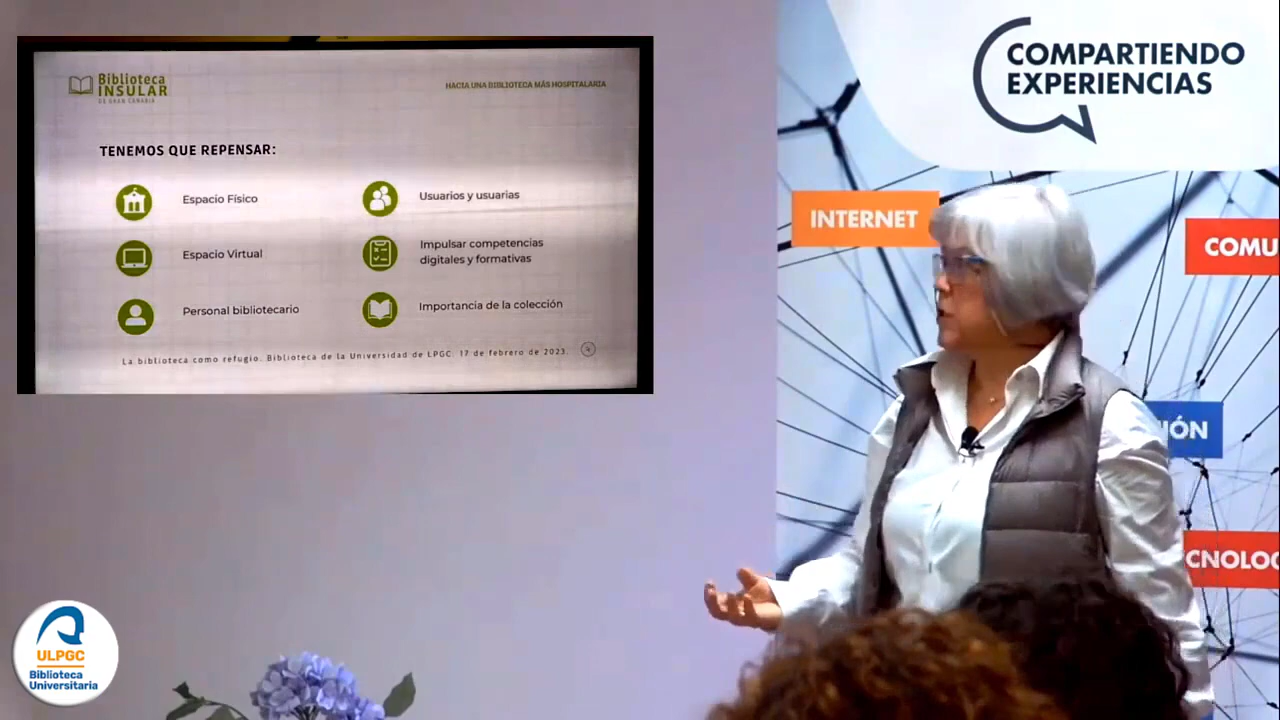 Biblioteca
INSULAR
DE GRAN CANARIA
HACIA UNA BIBLIOTECA MÁS HOSPITALARIA
TENEMOS QUE REPENSAR:
Espacio Físico
Espacio Virtual
Personal bibliotecario
Usuarios y usuarias
Impulsar competencias
digitales y formativas
Importancia de la colección
La biblioteca como refugio. Biblioteca de la Universidad de LPGC. 17 de febrero de 2023.
COMPARTIENDO
EXPERIENCIAS
INTERNET
COMU
IÓN
CNOLOG
ULPGC
Biblioteca
Universitaria